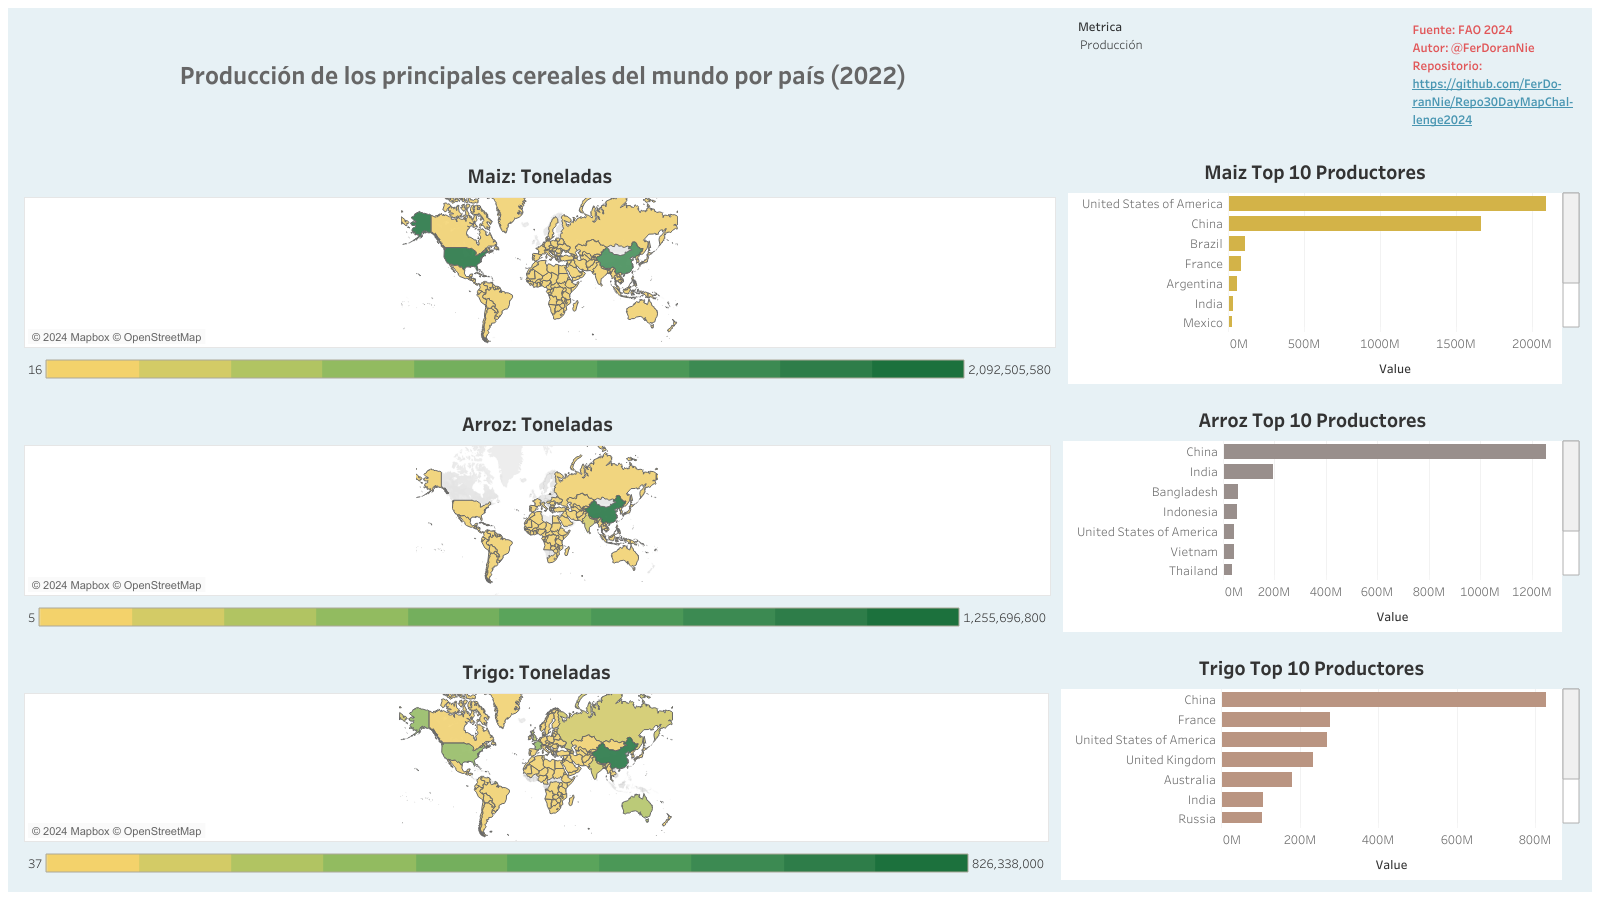 Producción de los principales cereales del mundo por país (2022)
Metrica
Producción
Fuente: FAO 2024
Autor: @FerDoranNie
Repositorio:
https://github.com/FerDo-
ranNie/Repo30DayMapChal-
lenge2024
Maiz: Toneladas
© 2024 Mapbox © OpenStreetMap
16
2,092,505,580
Maiz Top 10 Productores
United States of America
China
Brazil
France
Argentina
India
Mexico
0M 500M 1000M 1500M 2000M
Value
Arroz: Toneladas
© 2024 Mapbox © OpenStreetMap
5
1,255,696,800
Arroz Top 10 Productores
China
India
Bangladesh
Indonesia
United States of America
Vietnam
Thailand
0M 200M 400M 600M 800M 1000M 1200M
Value
Trigo: Toneladas
© 2024 Mapbox © OpenStreetMap
37
826,338,000
Trigo Top 10 Productores
China
France
United States of America
United Kingdom
Australia
India
Russia
0M 200M 400M 600M 800M
Value